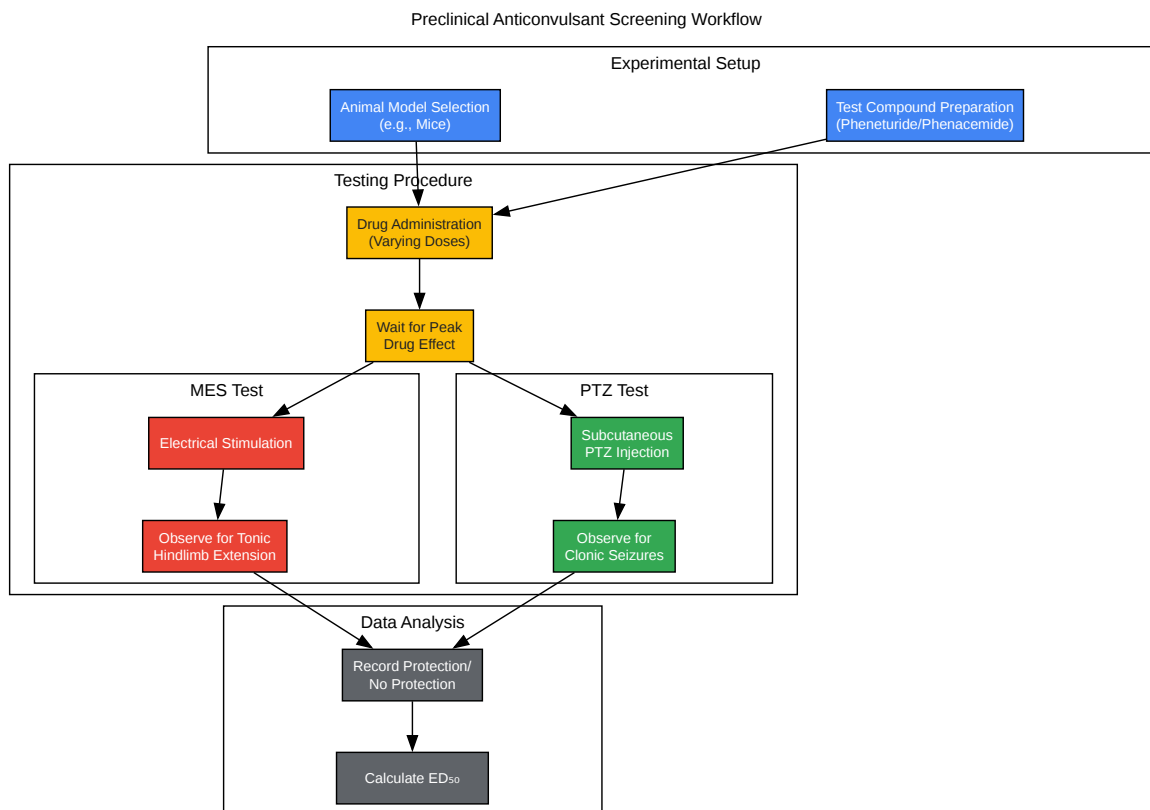 Preclinical Anticonvulsant Screening Workflow
Experimental Setup
Animal Model Selection
(e.g., Mice)
Test Compound Preparation
(Pheneturide/Phenacemide)
Testing Procedure
Drug Administration
(Varying Doses)
Wait for Peak
Drug Effect
MES Test
Electrical Stimulation
Observe for Tonic
Hindlimb Extension
PTZ Test
Subcutaneous
PTZ Injection
Observe for
Clonic Seizures
Data Analysis
Record Protection/
No Protection
Calculate ED₅₀